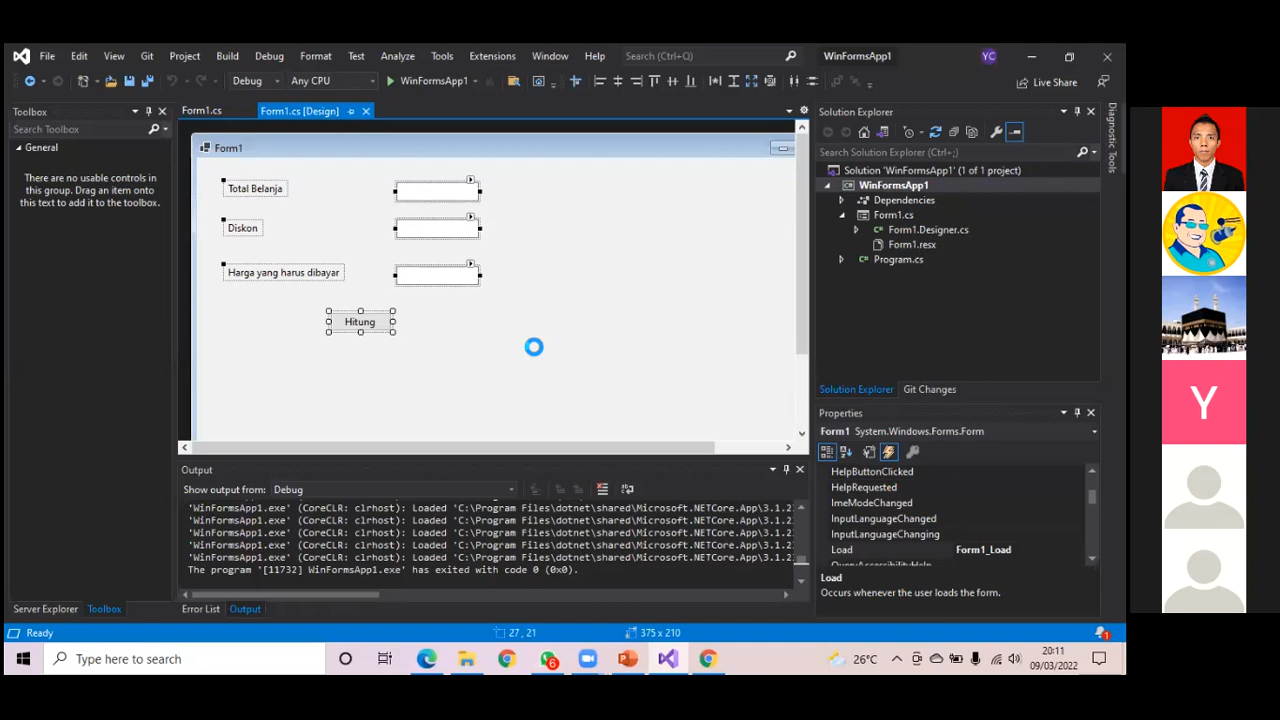 File Edit View Git Project Build Debug Format Test Analyze Tools Extensions Window Help Search (Ctrl+Q) WinFormsApp1 YC
Debug Any CPU WinFormsApp1 Live Share
Toolbox
Search Toolbox
General
There are no usable controls in
this group. Drag an item onto
this text to add it to the toolbox.
Form1.cs Form1.cs [Design]
Form1
Total Belanja
Diskon
Harga yang harus dibayar
Hitung
Output
Show output from: Debug
'WinFormsApp1.exe' (CoreCLR: clrhost): Loaded 'C:\Program Files\dotnet\shared\Microsoft.NETCore.App\3.1.2
'WinFormsApp1.exe' (CoreCLR: clrhost): Loaded 'C:\Program Files\dotnet\shared\Microsoft.NETCore.App\3.1.2
'WinFormsApp1.exe' (CoreCLR: clrhost): Loaded 'C:\Program Files\dotnet\shared\Microsoft.NETCore.App\3.1.2
'WinFormsApp1.exe' (CoreCLR: clrhost): Loaded 'C:\Program Files\dotnet\shared\Microsoft.NETCore.App\3.1.2
'WinFormsApp1.exe' (CoreCLR: clrhost): Loaded 'C:\Program Files\dotnet\shared\Microsoft.NETCore.App\3.1.2
The program '[11732] WinFormsApp1.exe' has exited with code 0 (0x0).
Server Explorer Toolbox
Error List Output
Solution Explorer
Search Solution Explorer (Ctrl+;)
Solution 'WinFormsApp1' (1 of 1 project)
WinFormsApp1
Dependencies
Form1.cs
Form1.Designer.cs
Form1.resx
Program.cs
Solution Explorer Git Changes
Properties
Form1 System.Windows.Forms.Form
HelpButtonClicked
HelpRequested
ImeModeChanged
InputLanguageChanged
InputLanguageChanging
Load Form1_Load
QueryAccessibilityHelp
Load
Occurs whenever the user loads the form.
Diagnostic Tools
Ready 27, 21 375 x 210 1
Type here to search 6 26°C 20:11
09/03/2022
Y